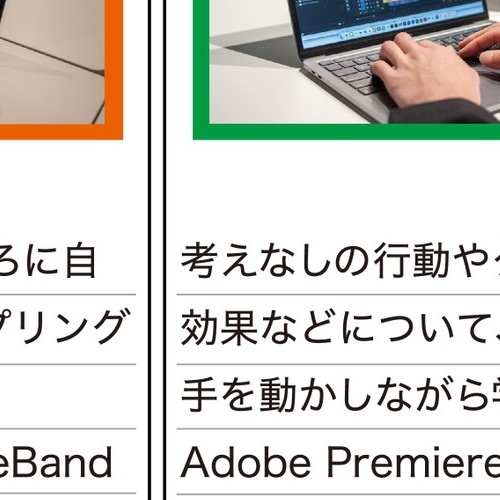 ろに自
プリング
eBand
考えなしの行動や
効果などについて、
手を動かしながら学
Adobe Premiere